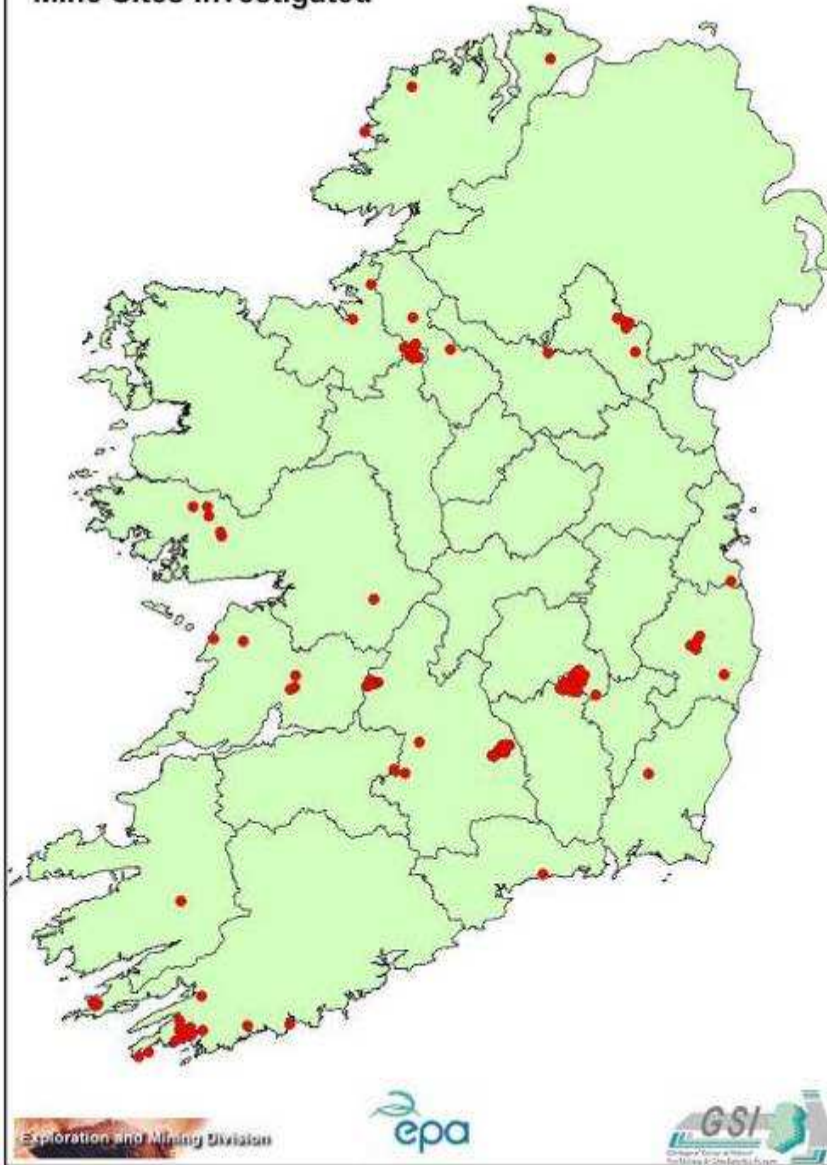 Mine Sites Investigated
Exploration and Mining Division
epa
GSI